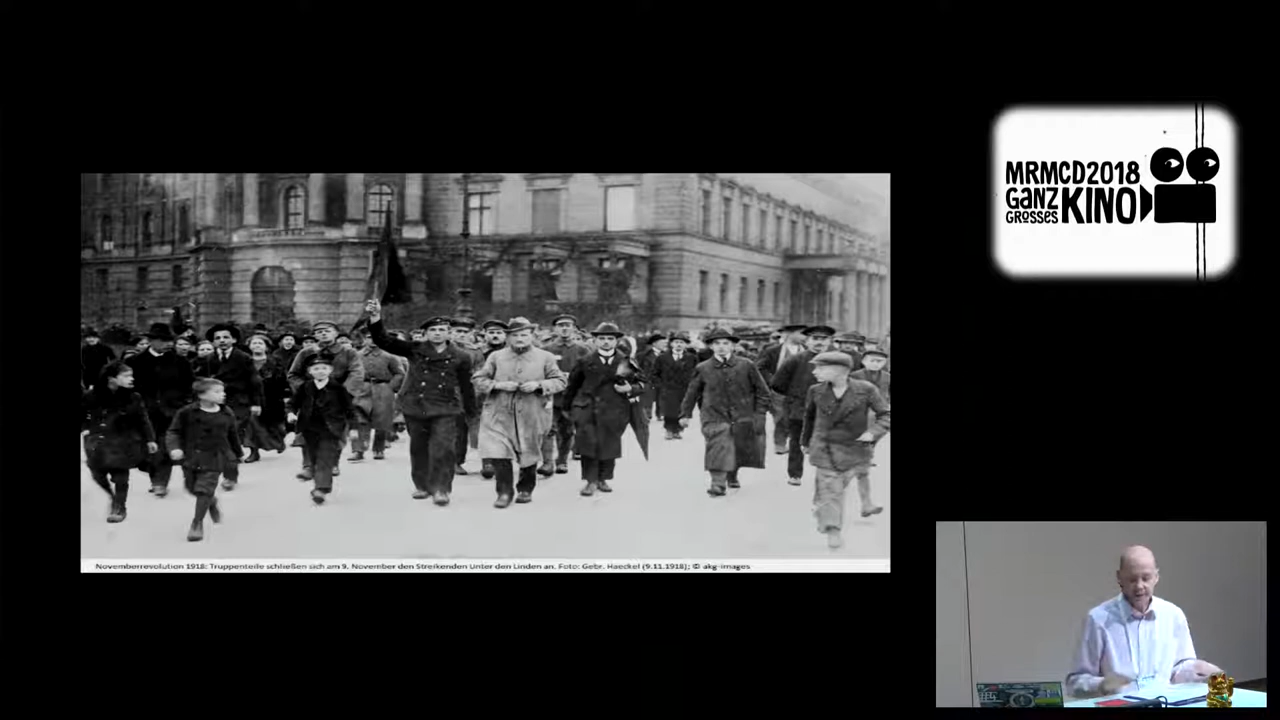 MRMCD2018
GANZ
GROSSES
KINO
Novemberrevolution 1918: Truppenteile schließen sich am 9. November den Streikenden Unter den Linden an. Foto: Gebr. Haeckel (9.11.1918); © akg-images